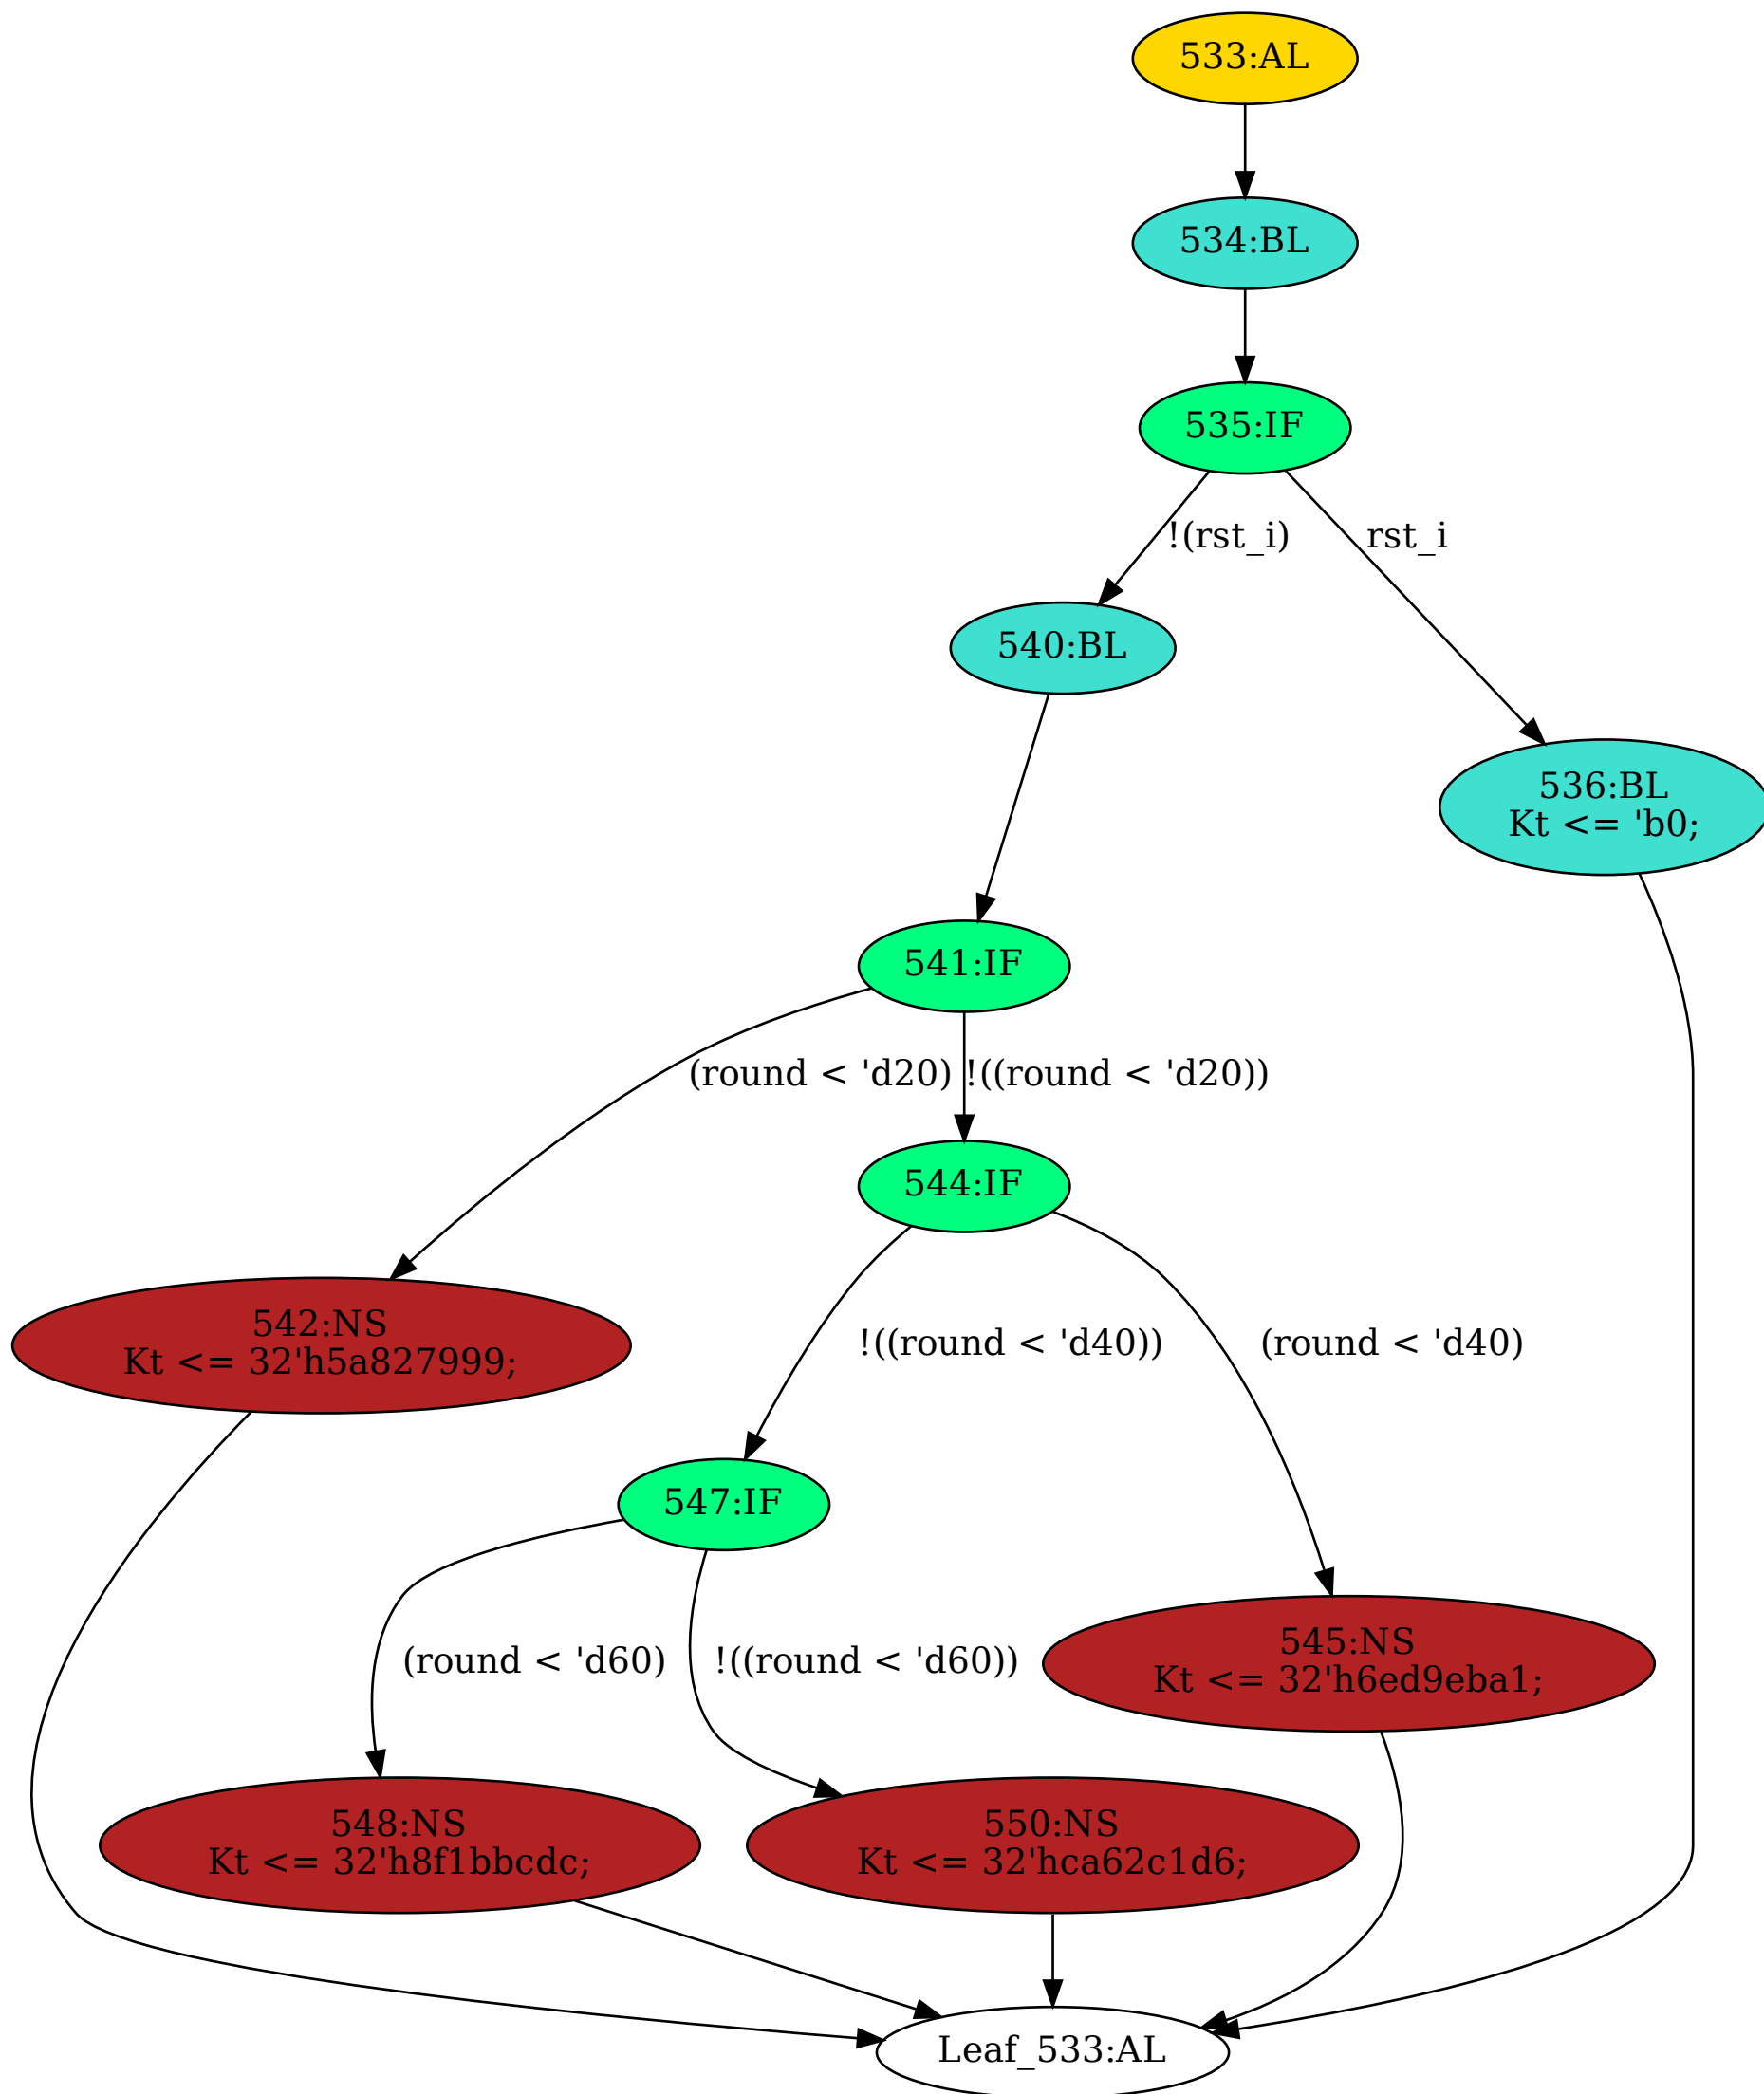 533:AL
534:BL
535:IF
!(rst_i)
rst_i
540:BL
536:BL
Kt <= 'b0;
541:IF
(round < 'd20)
!((round < 'd20))
544:IF
542:NS
Kt <= 32'h5a827999;
!((round < 'd40))
(round < 'd40)
547:IF
(round < 'd60)
!((round < 'd60))
545:NS
Kt <= 32'h6ed9eba1;
548:NS
Kt <= 32'h8f1bbcdc;
550:NS
Kt <= 32'hca62c1d6;
Leaf_533:AL